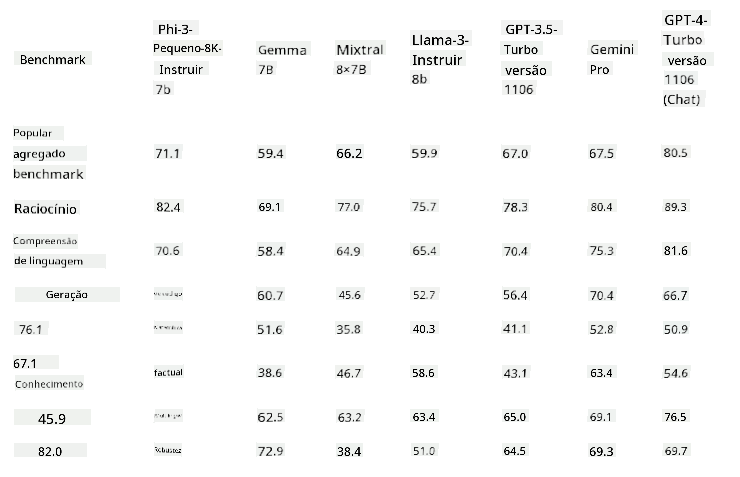 Benchmark Phi-3-Pequeno-8K-Instruir 7b Gemma 7B Mixtral 8×7B Llama-3-Instruir 8b GPT-3.5-Turbo versão 1106 Gemini Pro GPT-4-Turbo versão 1106 (Chat)
Popular agregado benchmark 71.1 59.4 66.2 59.9 67.0 67.5 80.5
Raciocínio 82.4 69.1 77.0 75.7 78.3 80.4 89.3
Compreensão de linguagem 70.6 58.4 64.9 65.4 70.4 75.3 81.6
Geração 60.7 45.6 52.7 56.4 70.4 66.7
76.1 51.6 35.8 40.3 41.1 52.8 50.9
67.1 Conhecimento factual 38.6 46.7 58.6 43.1 63.4 54.6
45.9 62.5 63.2 63.4 65.0 69.1 76.5
82.0 Robustez 72.9 38.4 51.0 64.5 69.3 69.7